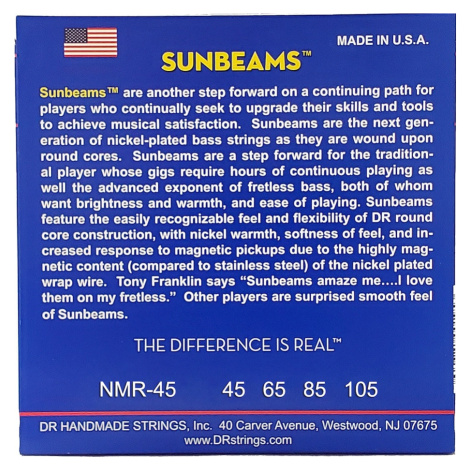 MADE IN U.S.A.
SUNBEAMS™
Sunbeams™ are another step forward on a continuing path for
players who continually seek to upgrade their skills and tools
to achieve musical satisfaction. Sunbeams are the next gen-
eration of nickel-plated bass strings as they are wound upon
round cores. Sunbeams are a step forward for the tradition-
al player whose gigs require hours of continuous playing as
well the advanced exponent of fretless bass, both of whom
want brightness and warmth, and ease of playing. Sunbeams
feature the easily recognizable feel and flexibility of DR round
core construction, with nickel warmth, softness of feel, and in-
creased response to magnetic pickups due to the highly mag-
netic content (compared to stainless steel) of the nickel plated
wrap wire. Tony Franklin says “Sunbeams amaze me....I love
them on my fretless.” Other players are surprised smooth feel
of Sunbeams.
THE DIFFERENCE IS REAL™
NMR-45 45 65 85 105
DR HANDMADE STRINGS, Inc. 40 Carver Avenue, Westwood, NJ 07675
www.DRstrings.com